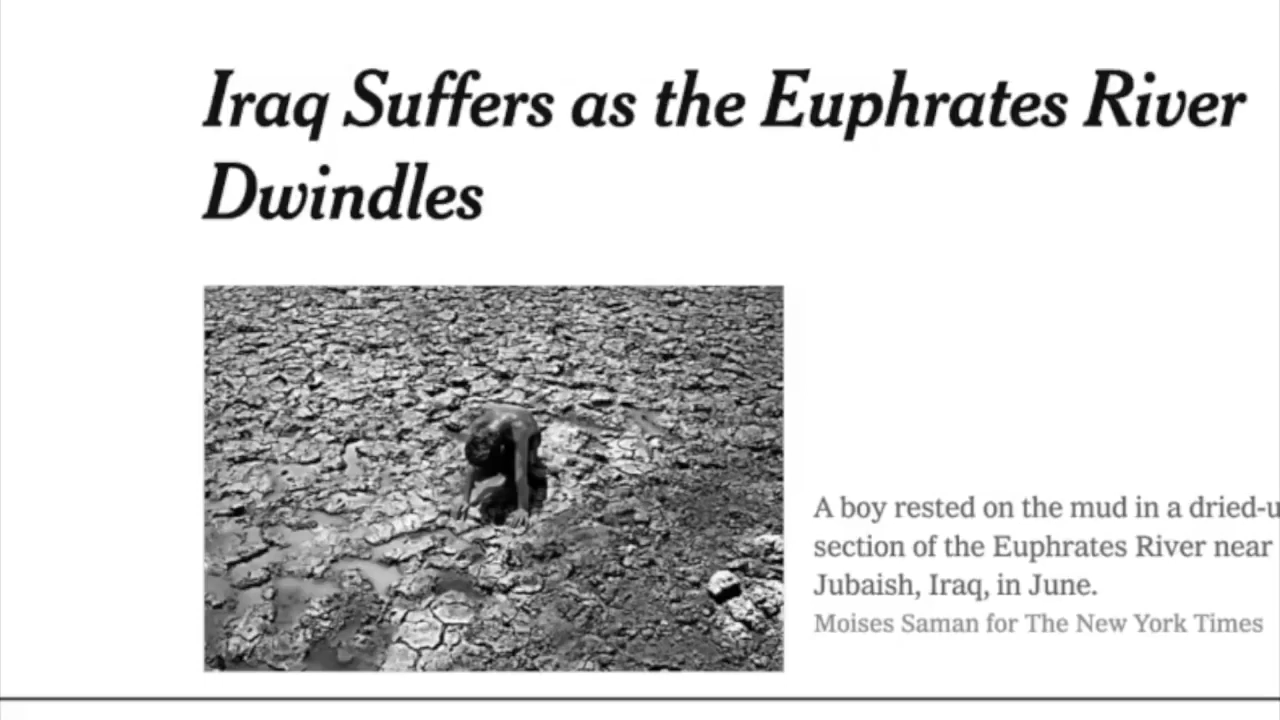 Iraq Suffers as the Euphrates River
Dwindles
A boy rested on the mud in a dried-u
section of the Euphrates River near
Jubaish, Iraq, in June.
Moises Saman for The New York Times